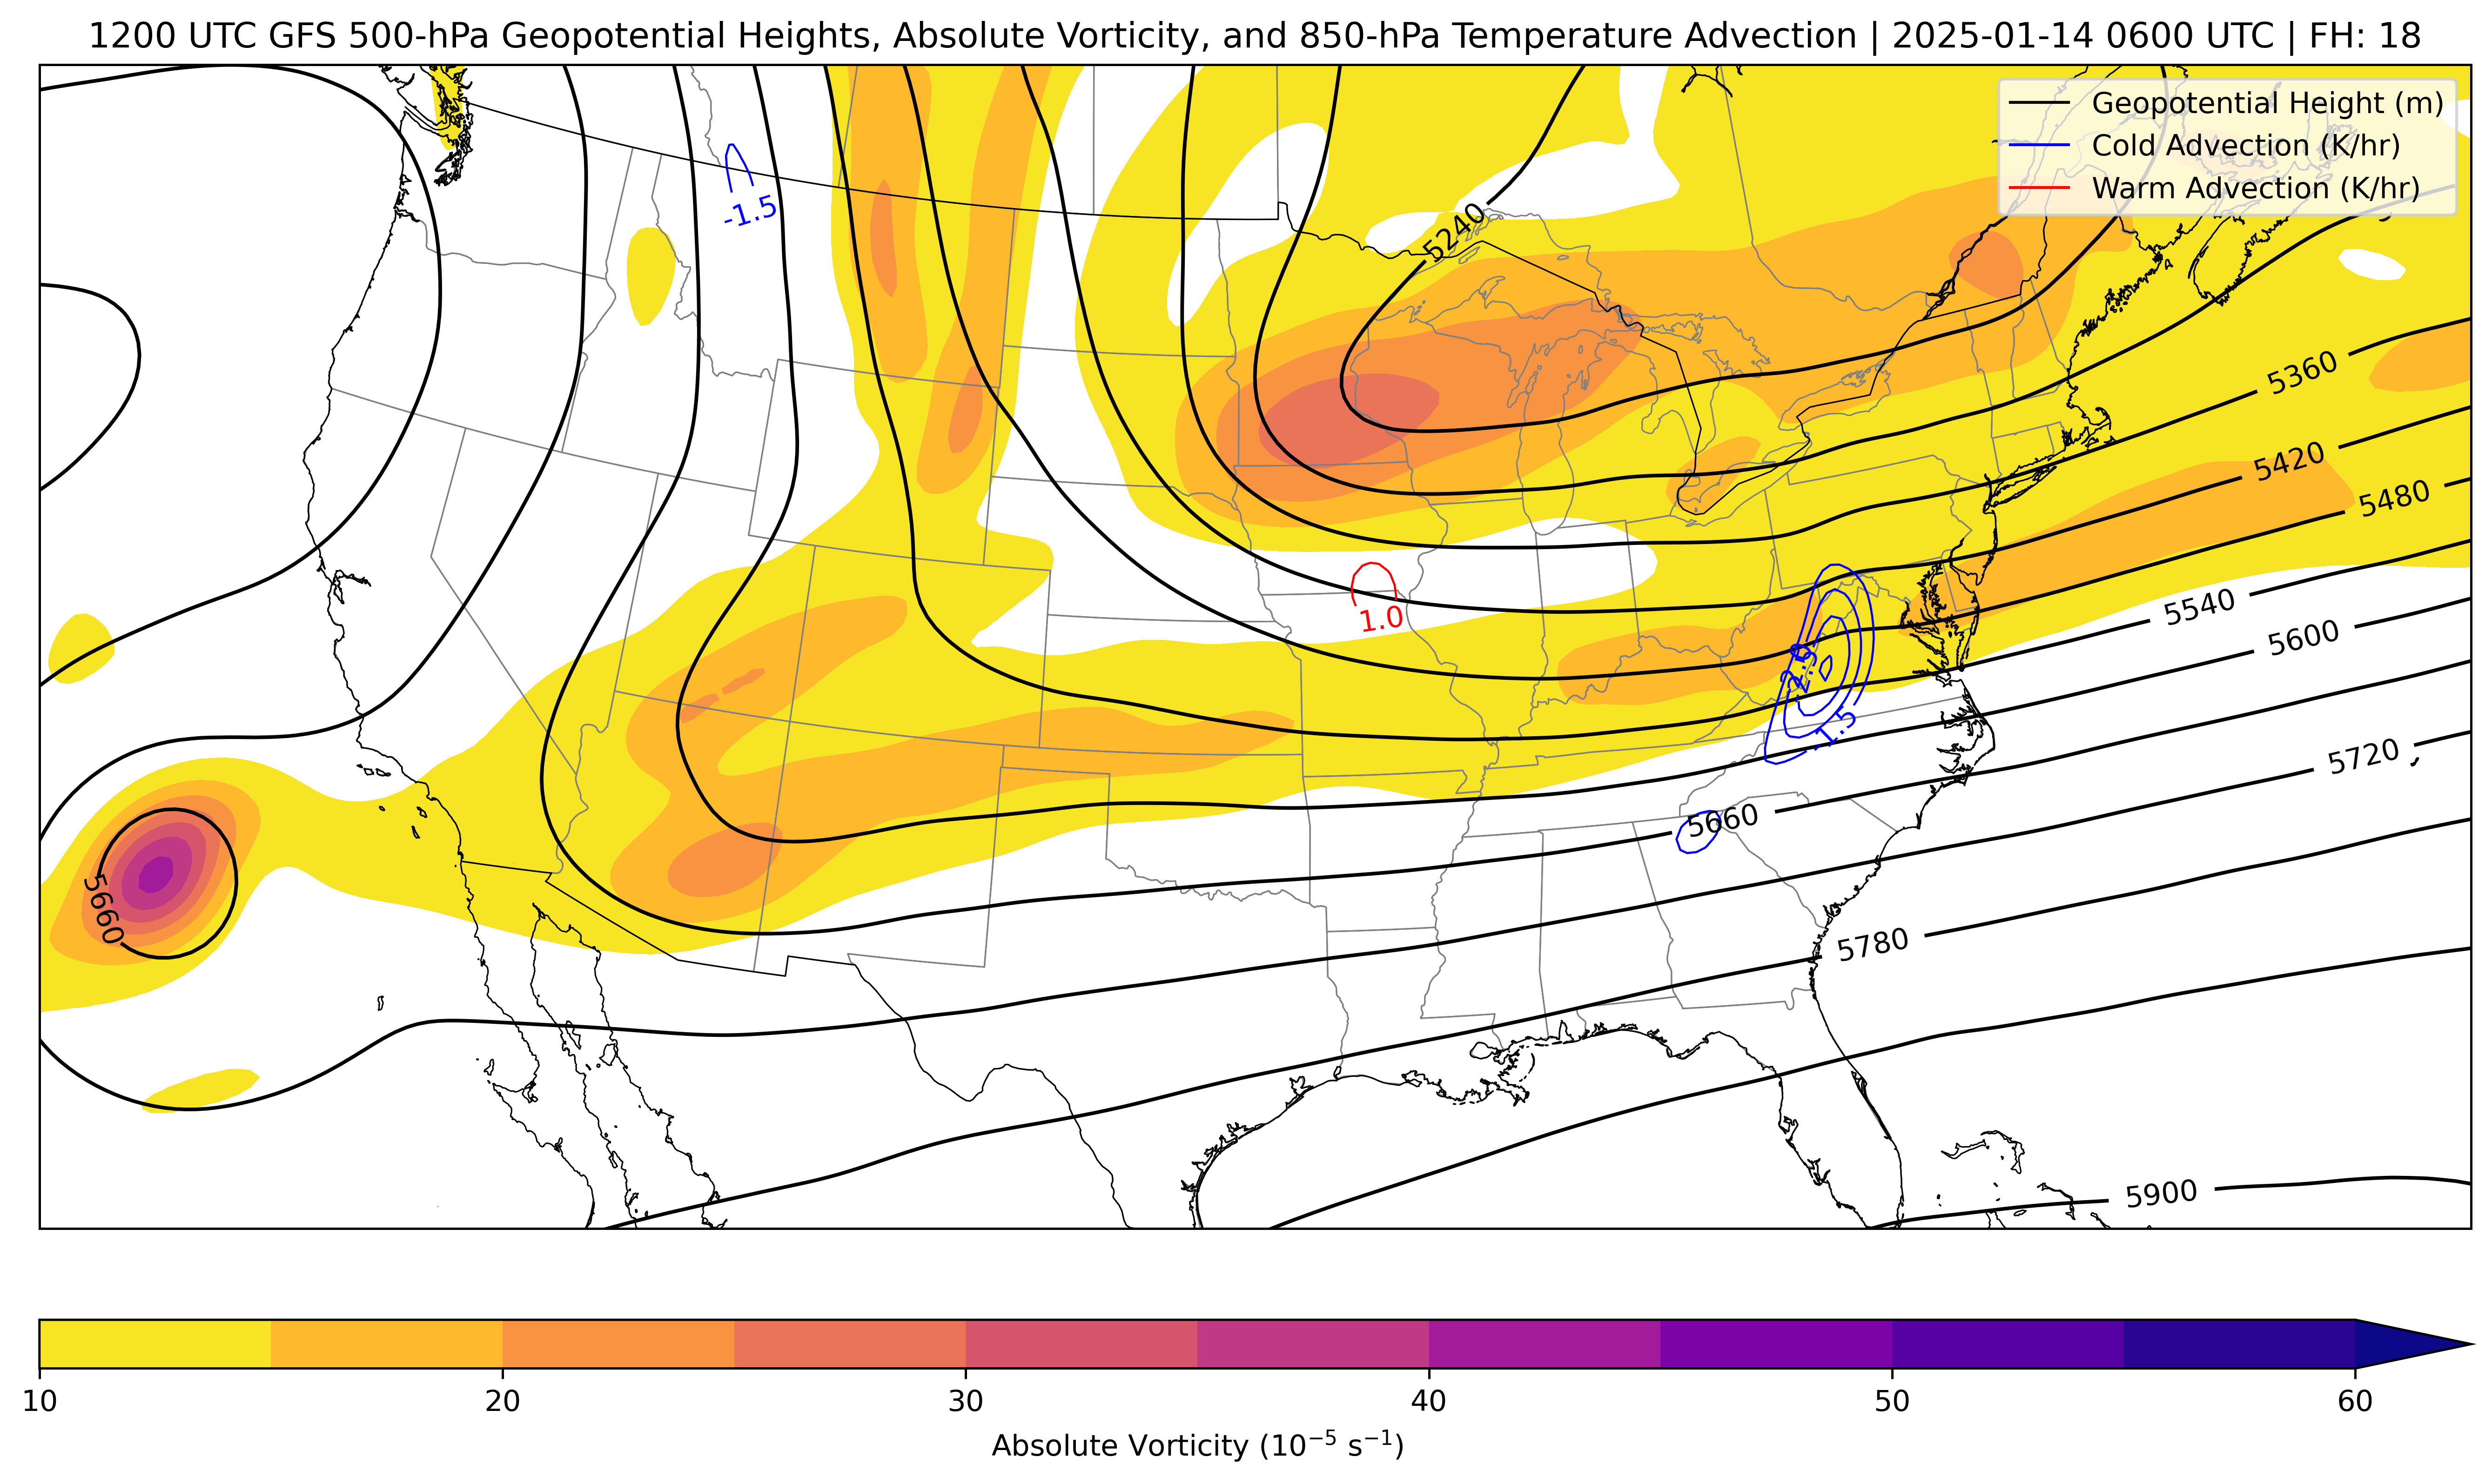 1200 UTC GFS 500-hPa Geopotential Heights, Absolute Vorticity, and 850-hPa Temperature Advection | 2025-01-14 0600 UTC | FH: 18
Geopotential Height (m)
Cold Advection (K/hr)
Warm Advection (K/hr)
-1.5
5240
5360
5420
5480
5540
5600
1.0
-1.5
5660
5720
5660
5780
5900
10 20 30 40 50 60
Absolute Vorticity (10⁻⁵ s⁻¹)